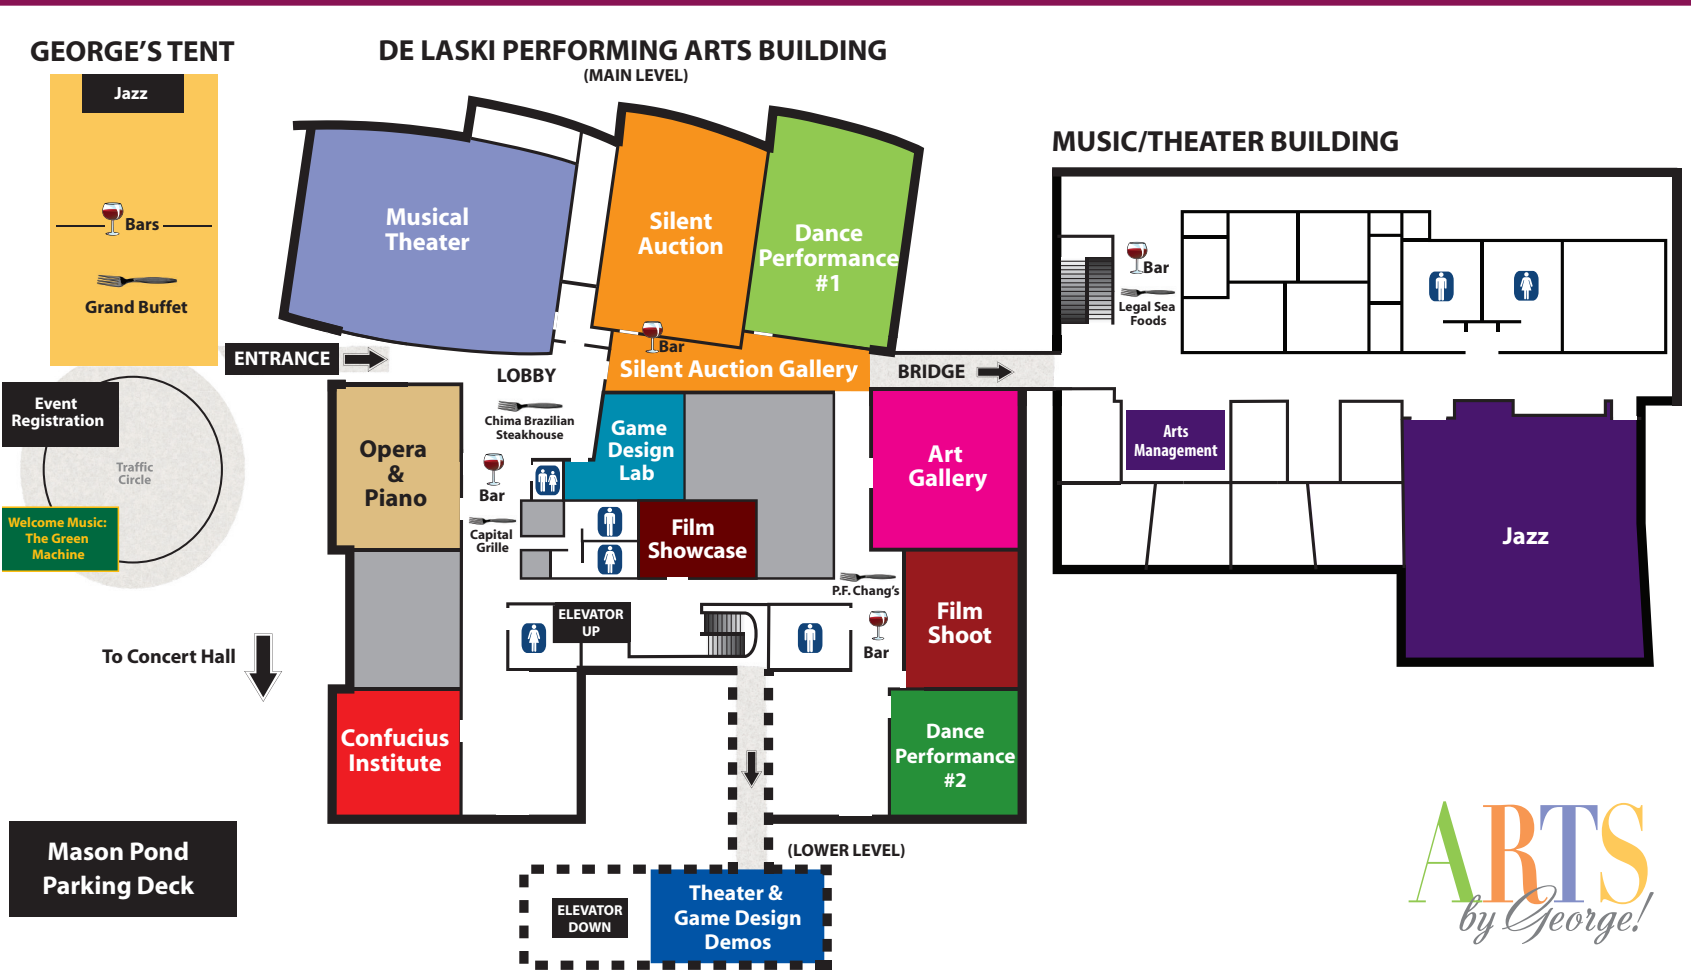 GEORGE'S TENT
Jazz
Bars
Grand Buffet
DE LASKI PERFORMING ARTS BUILDING
(MAIN LEVEL)
Musical
Theater
Silent
Auction
Dance
Performance
#1
Bar
Silent Auction Gallery
ENTRANCE
LOBBY
BRIDGE
MUSIC/THEATER BUILDING
Bar
Legal Sea
Foods
Arts
Management
Jazz
Event
Registration
Traffic
Circle
Welcome Music:
The Green
Machine
To Concert Hall
Mason Pond
Parking Deck
Opera
&
Piano
Chima Brazilian
Steakhouse
Bar
Capital
Grille
Game
Design
Lab
Film
Showcase
Art
Gallery
P.F. Chang's
Bar
Film
Shoot
ELEVATOR
UP
Confucius
Institute
Dance
Performance
#2
(LOWER LEVEL)
ELEVATOR
DOWN
Theater &
Game Design
Demos
ARTS
by George!